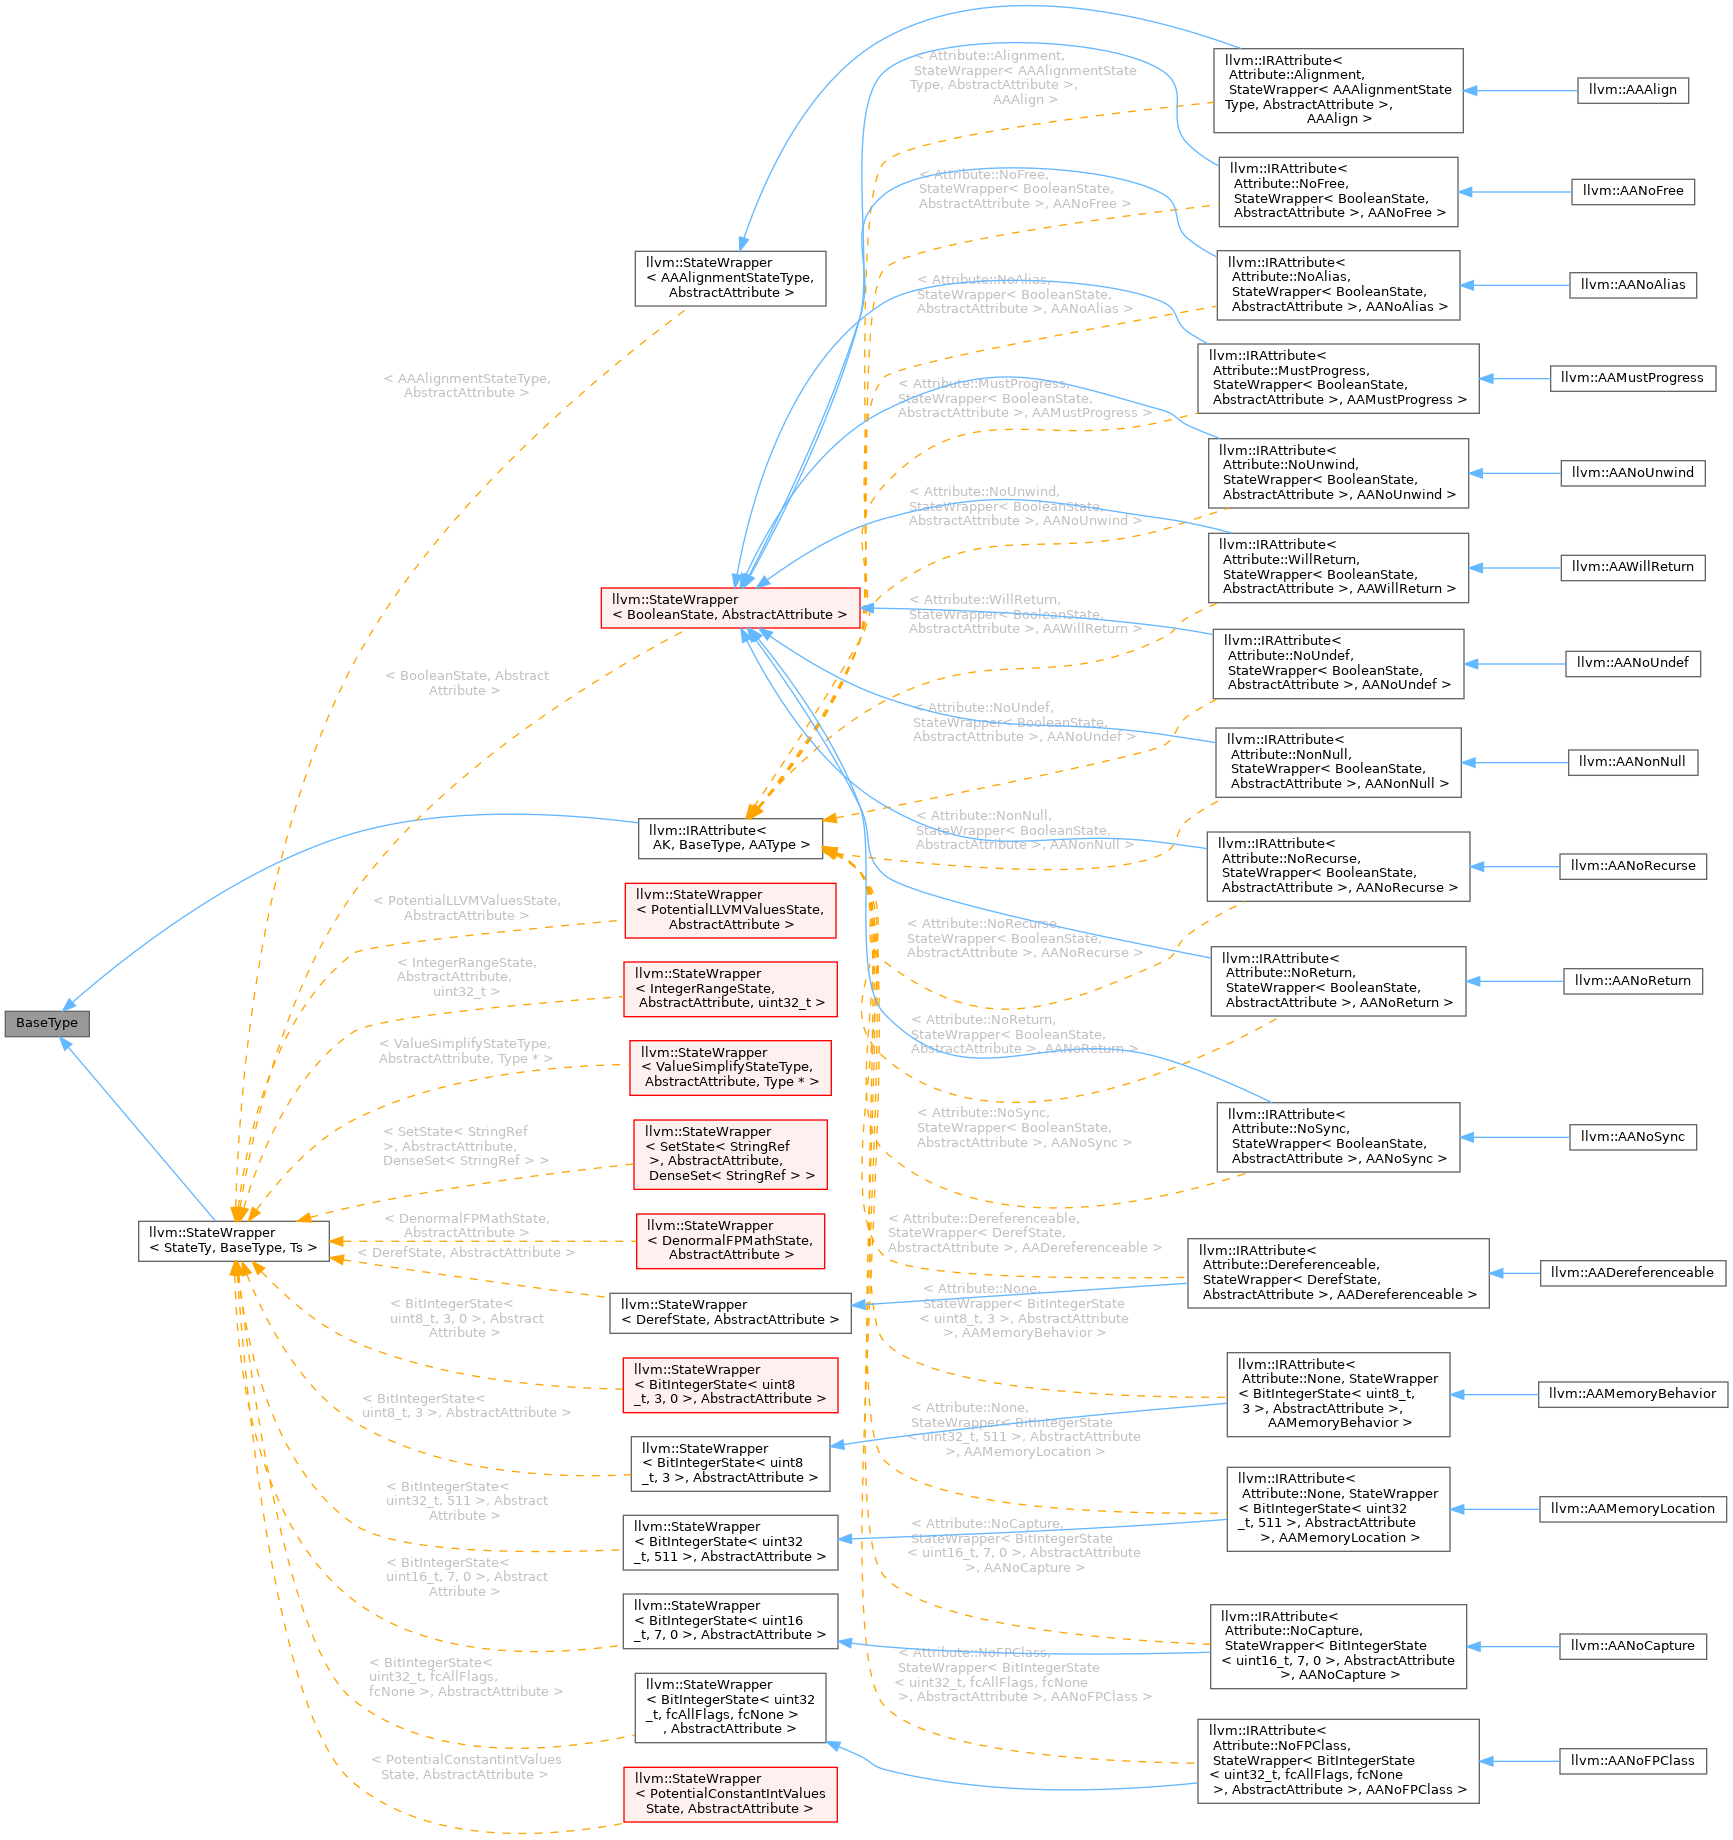 BaseType
llvm::StateWrapper
< StateTy, BaseType, Ts >
< AAAlignmentStateType,
AbstractAttribute >
< BooleanState, Abstract
Attribute >
< PotentialLLVMValuesState,
AbstractAttribute >
< IntegerRangeState,
AbstractAttribute,
uint32_t >
< ValueSimplifyStateType,
AbstractAttribute, Type * >
< SetState< StringRef
>, AbstractAttribute,
DenseSet< StringRef > >
< DenormalFPMathState,
AbstractAttribute >
< DerefState, AbstractAttribute >
< BitIntegerState<
uint8_t, 3, 0 >, Abstract
Attribute >
< BitIntegerState<
uint8_t, 3 >, AbstractAttribute >
< BitIntegerState<
uint32_t, 511 >, Abstract
Attribute >
< BitIntegerState<
uint16_t, 7, 0 >, Abstract
Attribute >
< BitIntegerState<
uint32_t, fcAllFlags,
fcNone >, AbstractAttribute >
< PotentialConstantIntValues
State, AbstractAttribute >
llvm::StateWrapper
< AAAlignmentStateType,
AbstractAttribute >
llvm::StateWrapper
< BooleanState, AbstractAttribute >
llvm::IRAttribute<
AK, BaseType, AAType >
llvm::StateWrapper
< PotentialLLVMValuesState,
AbstractAttribute >
llvm::StateWrapper
< IntegerRangeState,
AbstractAttribute, uint32_t >
llvm::StateWrapper
< ValueSimplifyStateType,
AbstractAttribute, Type * >
llvm::StateWrapper
< SetState< StringRef
>, AbstractAttribute,
DenseSet< StringRef > >
llvm::StateWrapper
< DenormalFPMathState,
AbstractAttribute >
llvm::StateWrapper
< DerefState, AbstractAttribute >
llvm::StateWrapper
< BitIntegerState< uint8
_t, 3, 0 >, AbstractAttribute >
llvm::StateWrapper
< BitIntegerState< uint8
_t, 3 >, AbstractAttribute >
llvm::StateWrapper
< BitIntegerState< uint32
_t, 511 >, AbstractAttribute >
llvm::StateWrapper
< BitIntegerState< uint16
_t, 7, 0 >, AbstractAttribute >
llvm::StateWrapper
< BitIntegerState< uint32
_t, fcAllFlags, fcNone >
, AbstractAttribute >
llvm::StateWrapper
< PotentialConstantIntValues
State, AbstractAttribute >
< Attribute::Alignment,
StateWrapper< AAAlignmentState
Type, AbstractAttribute >,
AAAlign >
< Attribute::NoFree,
StateWrapper< BooleanState,
AbstractAttribute >, AANoFree >
< Attribute::NoAlias,
StateWrapper< BooleanState,
AbstractAttribute >, AANoAlias >
< Attribute::MustProgress,
StateWrapper< BooleanState,
AbstractAttribute >, AAMustProgress >
< Attribute::NoUnwind,
StateWrapper< BooleanState,
AbstractAttribute >, AANoUnwind >
< Attribute::WillReturn,
StateWrapper< BooleanState,
AbstractAttribute >, AAWillReturn >
< Attribute::NoUndef,
StateWrapper< BooleanState,
AbstractAttribute >, AANoUndef >
< Attribute::NonNull,
StateWrapper< BooleanState,
AbstractAttribute >, AANonNull >
< Attribute::NoRecurse,
StateWrapper< BooleanState,
AbstractAttribute >, AANoRecurse >
< Attribute::NoReturn,
StateWrapper< BooleanState,
AbstractAttribute >, AANoReturn >
< Attribute::NoSync,
StateWrapper< BooleanState,
AbstractAttribute >, AANoSync >
< Attribute::Dereferenceable,
StateWrapper< DerefState,
AbstractAttribute >, AADereferenceable >
< Attribute::None,
StateWrapper< BitIntegerState
< uint8_t, 3 >, AbstractAttribute
>, AAMemoryBehavior >
< Attribute::None,
StateWrapper< BitIntegerState
< uint32_t, 511 >, AbstractAttribute
>, AAMemoryLocation >
< Attribute::NoCapture,
StateWrapper< BitIntegerState
< uint16_t, 7, 0 >, AbstractAttribute
>, AANoCapture >
< Attribute::NoFPClass,
StateWrapper< BitIntegerState
< uint32_t, fcAllFlags, fcNone
>, AbstractAttribute >, AANoFPClass >
llvm::IRAttribute<
Attribute::Alignment,
StateWrapper< AAAlignmentState
Type, AbstractAttribute >,
AAAlign >
llvm::AAAlign
llvm::IRAttribute<
Attribute::NoFree,
StateWrapper< BooleanState,
AbstractAttribute >, AANoFree >
llvm::AANoFree
llvm::IRAttribute<
Attribute::NoAlias,
StateWrapper< BooleanState,
AbstractAttribute >, AANoAlias >
llvm::AANoAlias
llvm::IRAttribute<
Attribute::MustProgress,
StateWrapper< BooleanState,
AbstractAttribute >, AAMustProgress >
llvm::AAMustProgress
llvm::IRAttribute<
Attribute::NoUnwind,
StateWrapper< BooleanState,
AbstractAttribute >, AANoUnwind >
llvm::AANoUnwind
llvm::IRAttribute<
Attribute::WillReturn,
StateWrapper< BooleanState,
AbstractAttribute >, AAWillReturn >
llvm::AAWillReturn
llvm::IRAttribute<
Attribute::NoUndef,
StateWrapper< BooleanState,
AbstractAttribute >, AANoUndef >
llvm::AANoUndef
llvm::IRAttribute<
Attribute::NonNull,
StateWrapper< BooleanState,
AbstractAttribute >, AANonNull >
llvm::AANonNull
llvm::IRAttribute<
Attribute::NoRecurse,
StateWrapper< BooleanState,
AbstractAttribute >, AANoRecurse >
llvm::AANoRecurse
llvm::IRAttribute<
Attribute::NoReturn,
StateWrapper< BooleanState,
AbstractAttribute >, AANoReturn >
llvm::AANoReturn
llvm::IRAttribute<
Attribute::NoSync,
StateWrapper< BooleanState,
AbstractAttribute >, AANoSync >
llvm::AANoSync
llvm::IRAttribute<
Attribute::Dereferenceable,
StateWrapper< DerefState,
AbstractAttribute >, AADereferenceable >
llvm::AADereferenceable
llvm::IRAttribute<
Attribute::None, StateWrapper
< BitIntegerState< uint8_t,
3 >, AbstractAttribute >,
AAMemoryBehavior >
llvm::AAMemoryBehavior
llvm::IRAttribute<
Attribute::None, StateWrapper
< BitIntegerState< uint32
_t, 511 >, AbstractAttribute
>, AAMemoryLocation >
llvm::AAMemoryLocation
llvm::IRAttribute<
Attribute::NoCapture,
StateWrapper< BitIntegerState
< uint16_t, 7, 0 >, AbstractAttribute
>, AANoCapture >
llvm::AANoCapture
llvm::IRAttribute<
Attribute::NoFPClass,
StateWrapper< BitIntegerState
< uint32_t, fcAllFlags, fcNone
>, AbstractAttribute >, AANoFPClass >
llvm::AANoFPClass